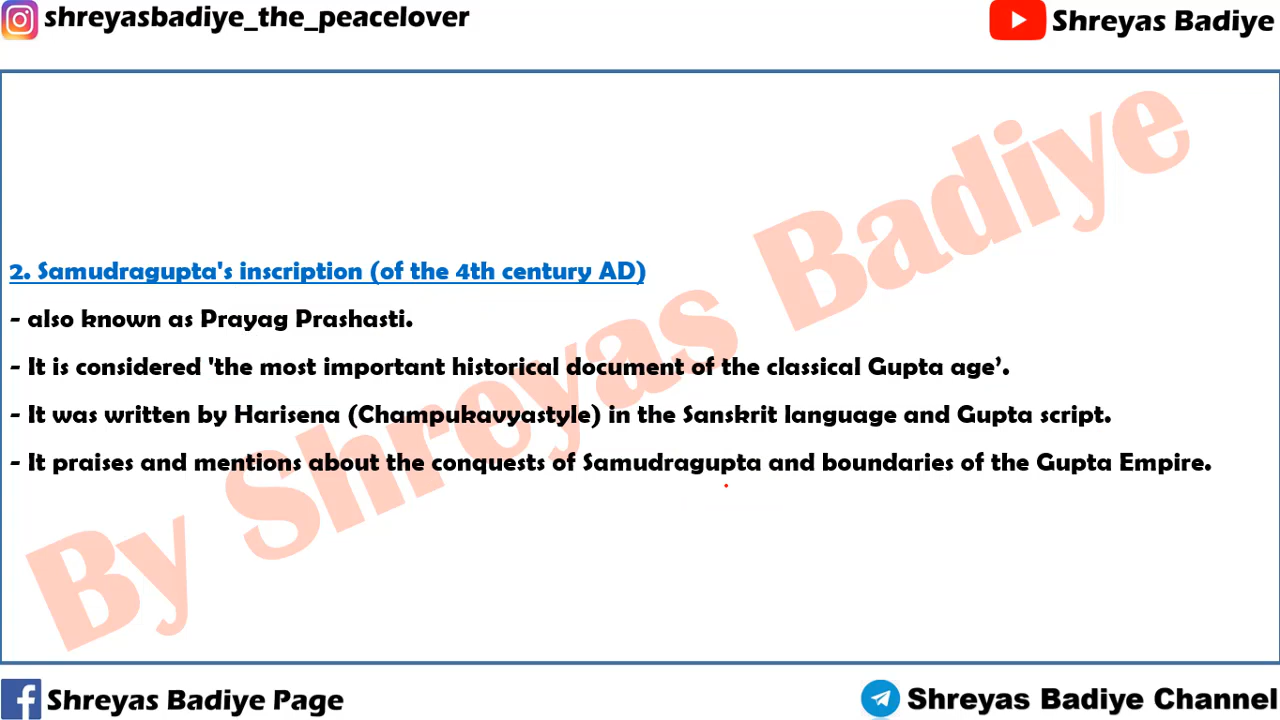 shreyasbadiye_the_peacelover
Shreyas Badiye
By Shreyas Badiye
2. Samudragupta's inscription (of the 4th century AD)
- also known as Prayag Prashasti.
- It is considered 'the most important historical document of the classical Gupta age’.
- It was written by Harisena (Champukavyastyle) in the Sanskrit language and Gupta script.
- It praises and mentions about the conquests of Samudragupta and boundaries of the Gupta Empire.
Shreyas Badiye Page
Shreyas Badiye Channel